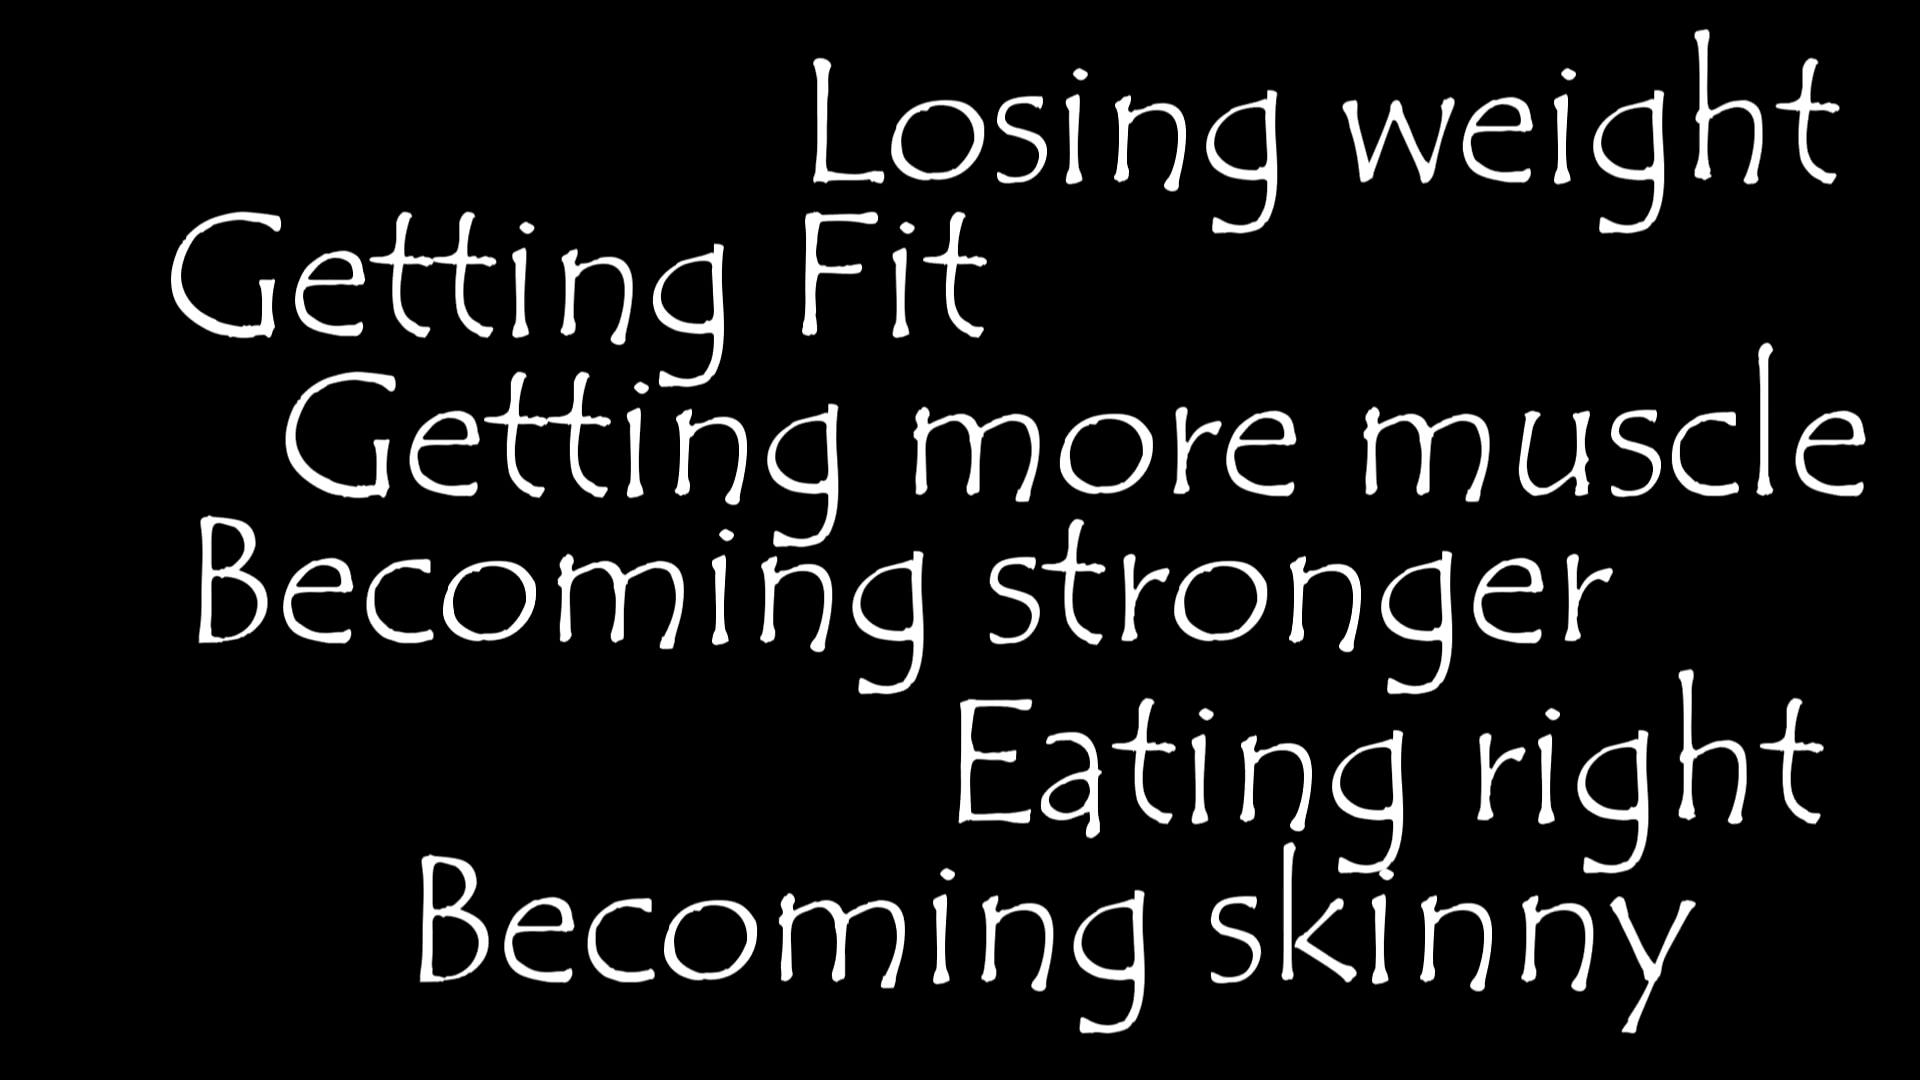 Losing weight
Getting Fit
Getting more muscle
Becoming stronger
Eating right
Becoming skinny